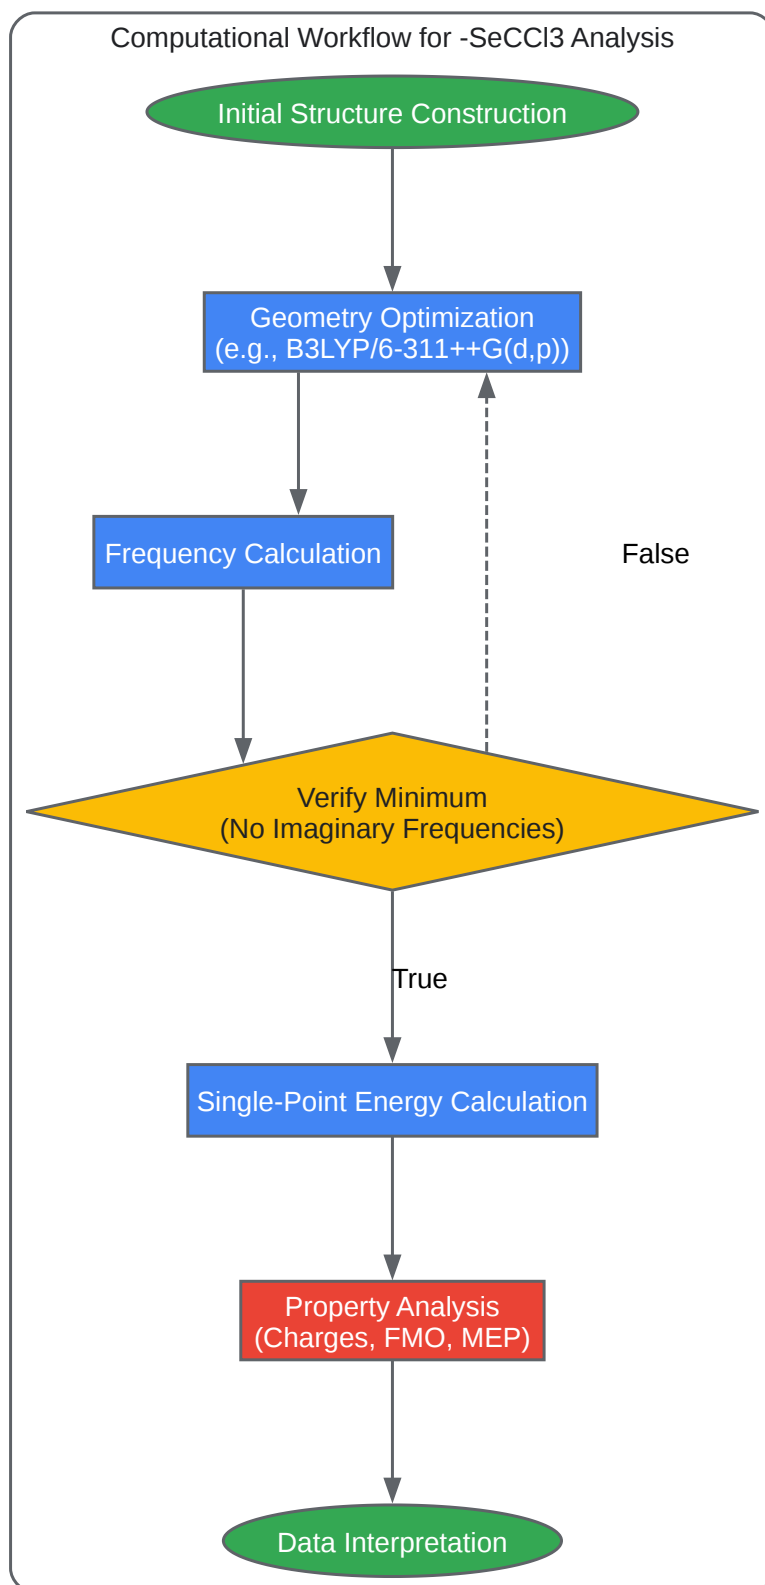 Computational Workflow for -SeCCl3 Analysis
Initial Structure Construction
Geometry Optimization
(e.g., B3LYP/6-311++G(d,p))
Frequency Calculation
False
Verify Minimum
(No Imaginary Frequencies)
True
Single-Point Energy Calculation
Property Analysis
(Charges, FMO, MEP)
Data Interpretation